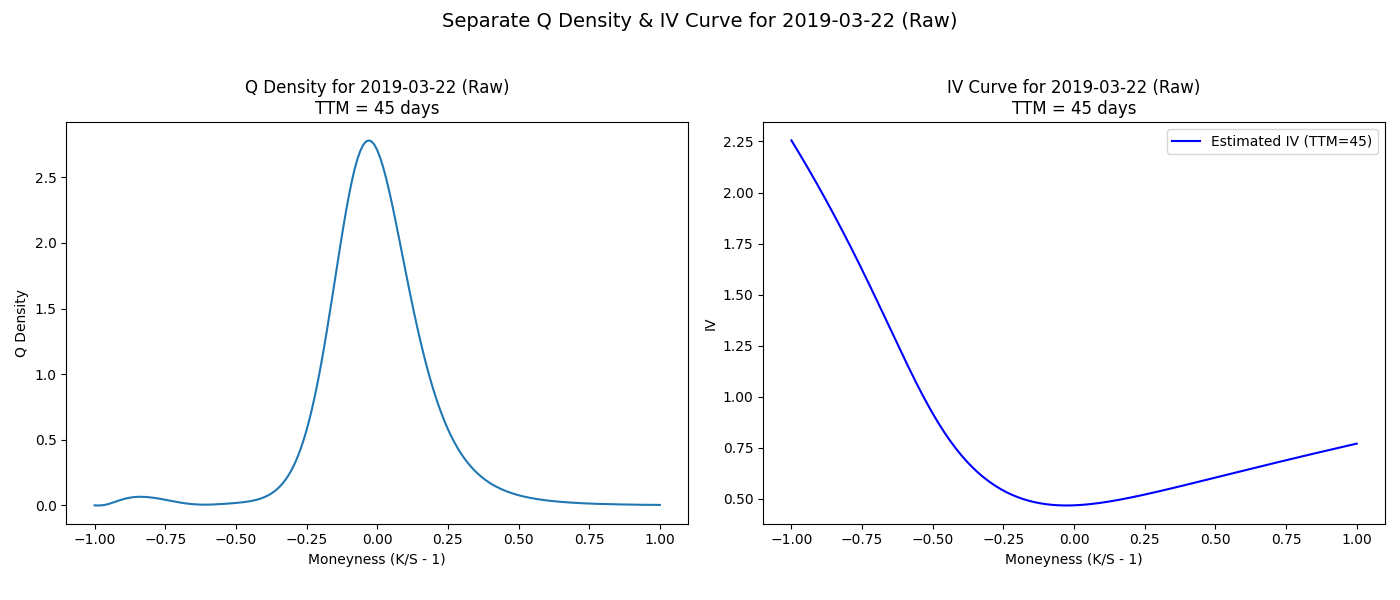 Separate Q Density & IV Curve for 2019-03-22 (Raw)
Q Density for 2019-03-22 (Raw)
TTM = 45 days
Q Density
2.5
2.0
1.5
1.0
0.5
0.0
−1.00 −0.75 −0.50 −0.25 0.00 0.25 0.50 0.75 1.00
Moneyness (K/S - 1)
IV Curve for 2019-03-22 (Raw)
TTM = 45 days
Estimated IV (TTM=45)
IV
2.25
2.00
1.75
1.50
1.25
1.00
0.75
0.50
−1.00 −0.75 −0.50 −0.25 0.00 0.25 0.50 0.75 1.00
Moneyness (K/S - 1)